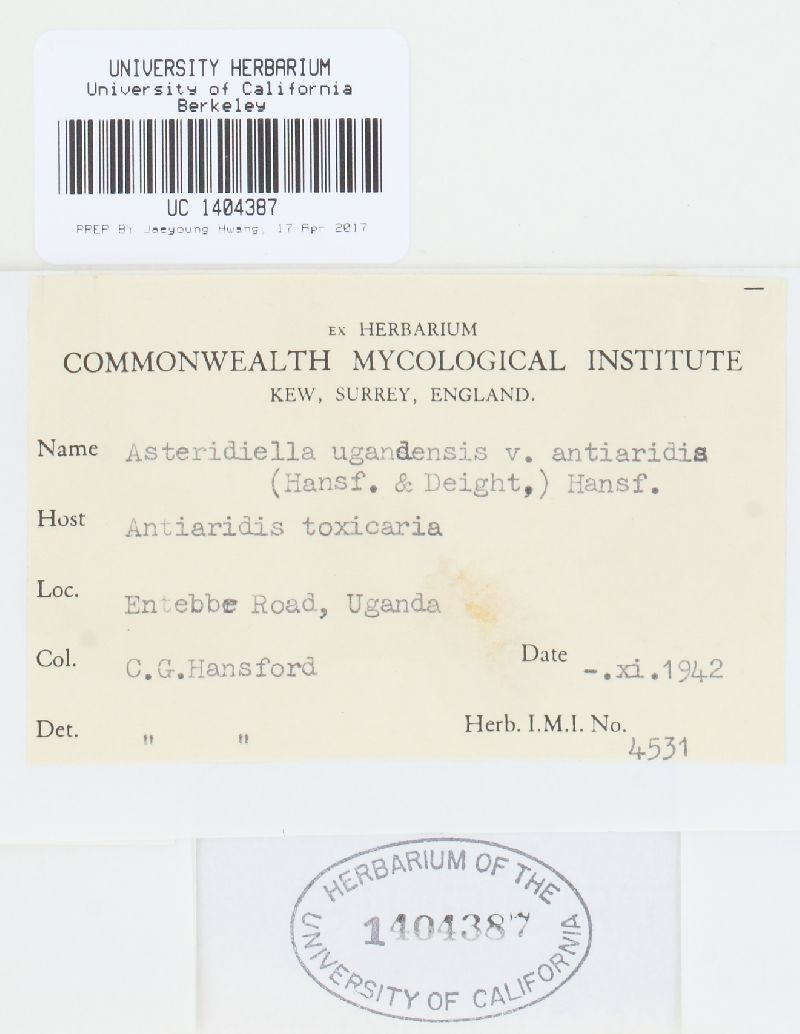 UNIVERSITY HERBARIUM
University of California
Berkeley
UC 1404387
PREP BY Jaeyoung Hwang, 17 Apr 2017
EX HERBARIUM
COMMONWEALTH MYCOLOGICAL INSTITUTE
KEW, SURREY, ENGLAND.
Name Asteridiella ugandensis v. antiaridis
(Hansf. & Deight,) Hansf.
Host Antiaridis toxicaria
Loc. Entebbe Road, Uganda
Col. C.G.Hansford Date -.xi.1942
Det. " " Herb. I.M.I. No. 4531
HERBARIUM OF THE
1404387
UNIVERSITY OF CALIFORNIA